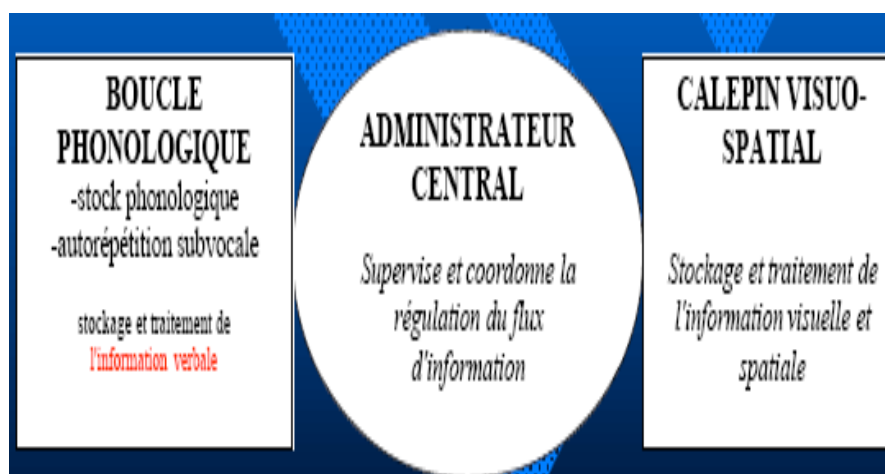 BOUCLE
PHONOLOGIQUE
-stock phonologique
-autorépétition subvocale
stockage et traitement de
l'information verbale
ADMINISTRATEUR
CENTRAL
Supervise et coordonne la
régulation du flux
d'information
CALEPIN VISUO-
SPATIAL
Stockage et traitement de
l'information visuelle et
spatiale